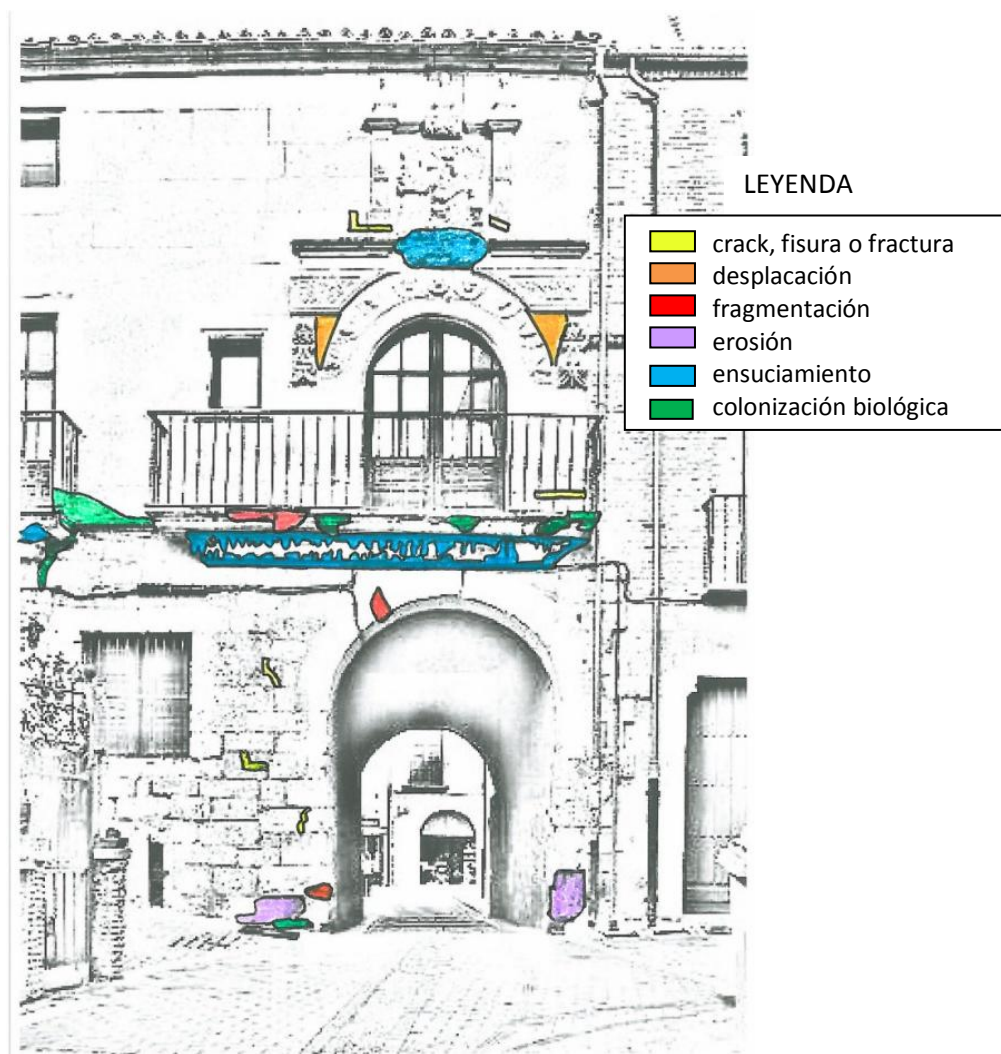 LEYENDA
crack, fisura o fractura
desplacación
fragmentación
erosión
ensuciamiento
colonización biológica